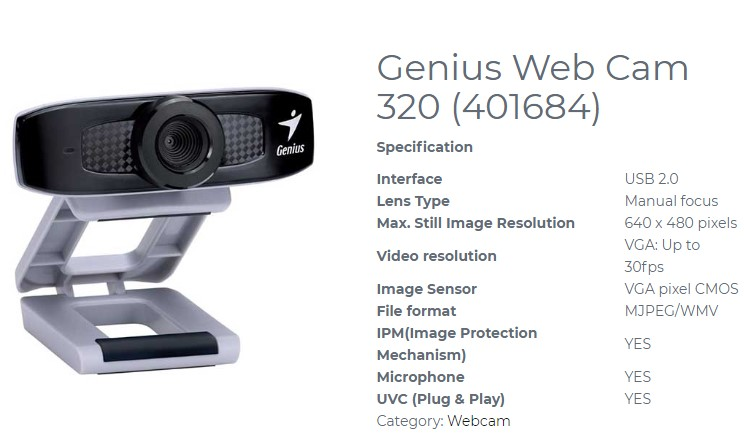 Genius
Genius Web Cam
320 (401684)
Specification
Interface USB 2.0
Lens Type Manual focus
Max. Still Image Resolution 640 x 480 pixels
Video resolution VGA: Up to
30fps
Image Sensor VGA pixel CMOS
File format MJPEG/WMV
IPM(Image Protection
Mechanism) YES
Microphone YES
UVC (Plug & Play) YES
Category: Webcam